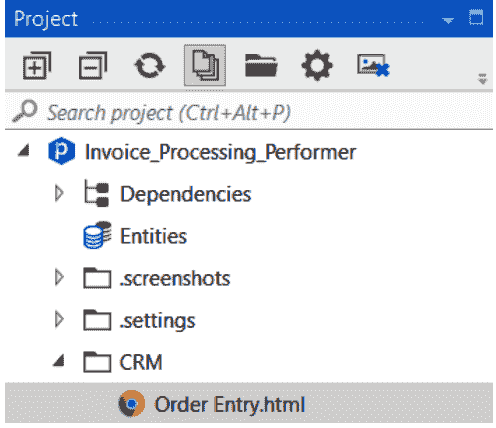 Project
Search project (Ctrl+Alt+P)
Invoice_Processing_Performer
Dependencies
Entities
.screenshots
.settings
CRM
Order Entry.html